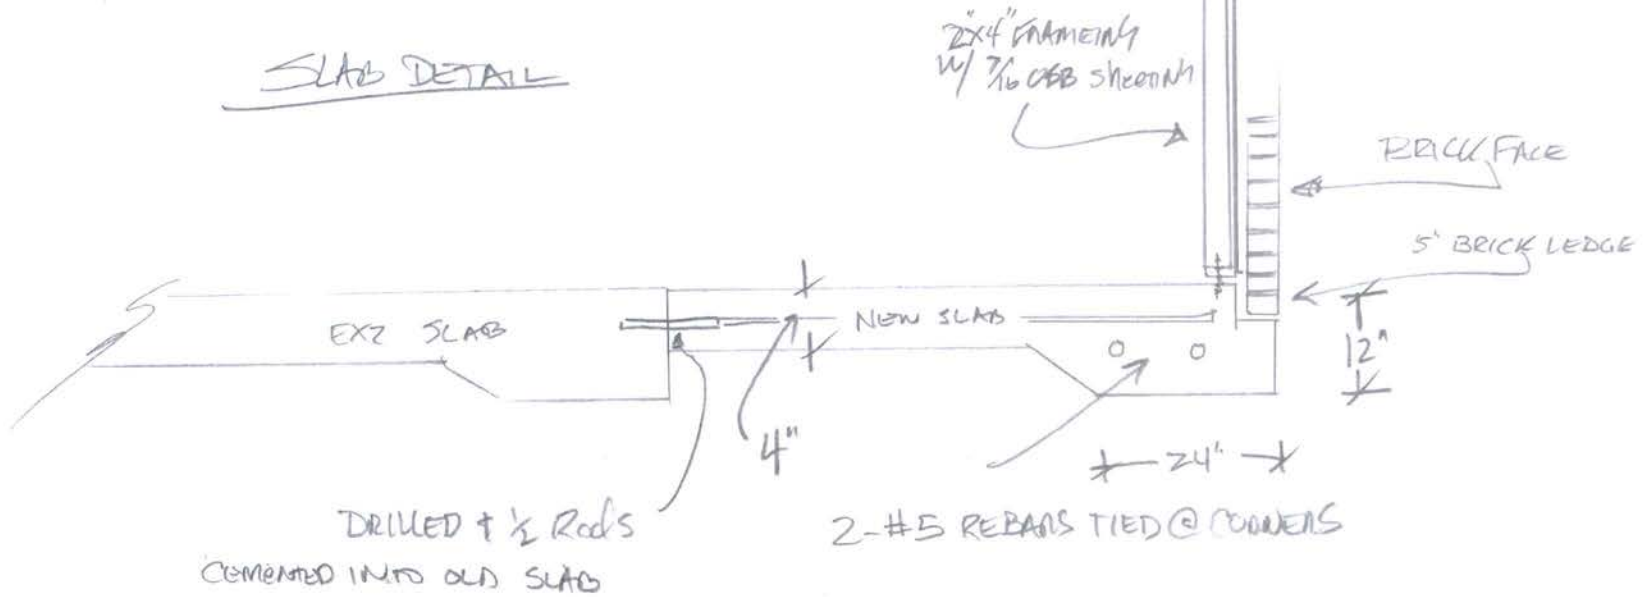 SLAB DETAIL
2"x4" FRAMEING
W/ 7/16 OSB SheetING
BRICK FACE
5" BRICK LEDGE
EXZ SLAB
NEW SLAB
12"
4"
24"
DRILLED + 1/2 Rods
CEMENTED INTO OLD SLAB
2-#5 REBARS TIED @ CORNERS